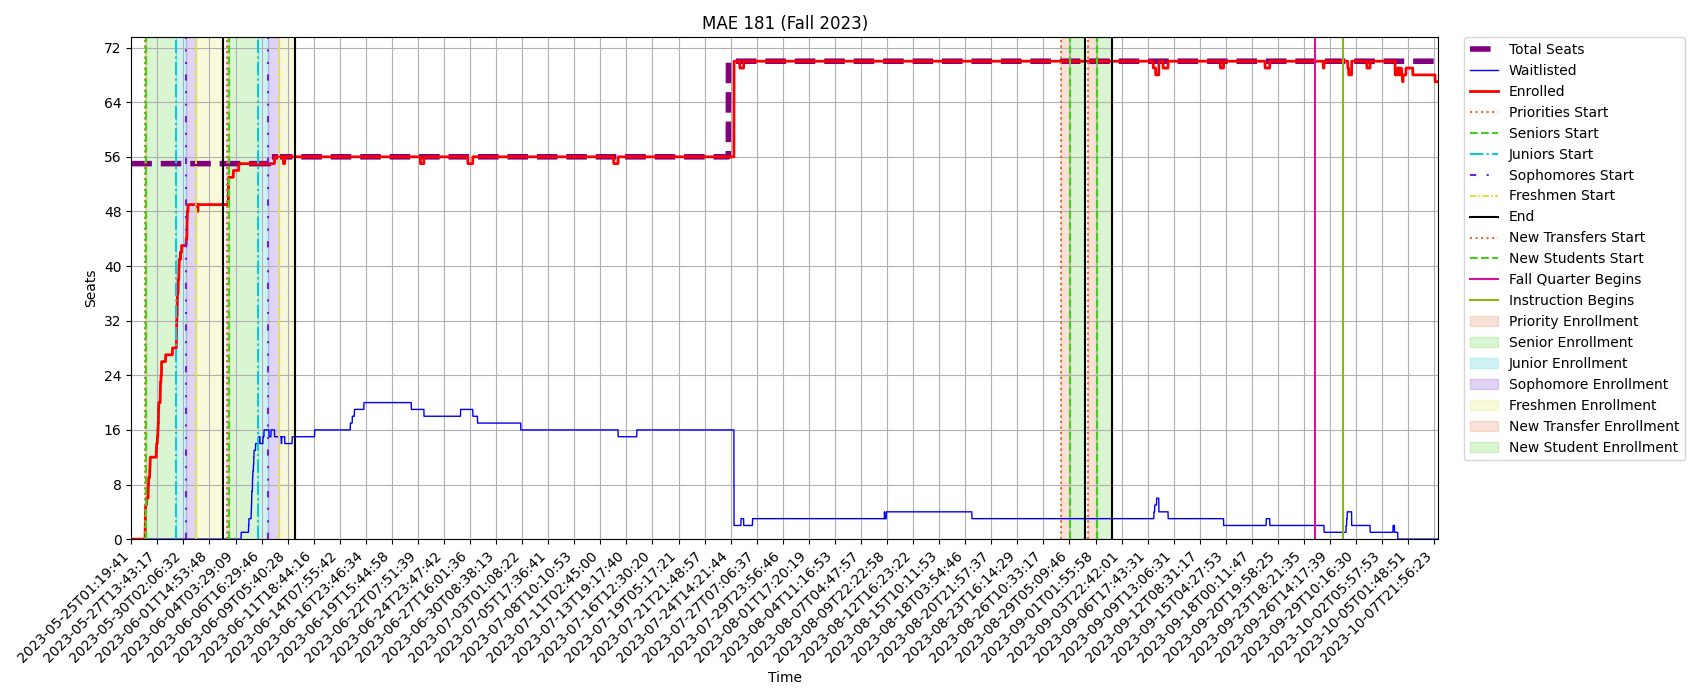 MAE 181 (Fall 2023)
Seats
72
64
56
48
40
32
24
16
8
0
2023-05-25T01:19:41
2023-05-27T13:43:17
2023-05-30T02:06:32
2023-06-01T14:53:48
2023-06-04T03:29:09
2023-06-06T16:29:46
2023-06-09T05:40:28
2023-06-11T18:44:16
2023-06-14T07:55:42
2023-06-16T23:46:34
2023-06-19T15:44:58
2023-06-22T07:51:39
2023-06-24T23:47:42
2023-06-27T16:01:36
2023-06-30T08:38:13
2023-07-03T01:08:22
2023-07-05T17:36:41
2023-07-08T10:10:53
2023-07-11T02:45:00
2023-07-13T19:17:40
2023-07-16T12:30:20
2023-07-19T05:17:21
2023-07-21T21:48:57
2023-07-24T14:21:44
2023-07-27T07:06:37
2023-07-29T23:56:46
2023-08-01T17:20:19
2023-08-04T11:16:53
2023-08-07T04:47:57
2023-08-09T22:22:58
2023-08-12T16:23:22
2023-08-15T10:11:53
2023-08-18T03:54:46
2023-08-20T21:57:37
2023-08-23T16:14:29
2023-08-26T10:33:17
2023-08-29T05:09:46
2023-09-01T01:55:58
2023-09-03T22:42:01
2023-09-06T17:43:31
2023-09-09T13:06:31
2023-09-12T08:31:17
2023-09-15T04:27:53
2023-09-18T00:11:47
2023-09-20T19:58:25
2023-09-23T18:21:35
2023-09-26T14:17:39
2023-09-29T10:16:30
2023-10-02T05:57:53
2023-10-05T01:48:51
2023-10-07T21:56:23
Time
Total Seats
Waitlisted
Enrolled
Priorities Start
Seniors Start
Juniors Start
Sophomores Start
Freshmen Start
End
New Transfers Start
New Students Start
Fall Quarter Begins
Instruction Begins
Priority Enrollment
Senior Enrollment
Junior Enrollment
Sophomore Enrollment
Freshmen Enrollment
New Transfer Enrollment
New Student Enrollment